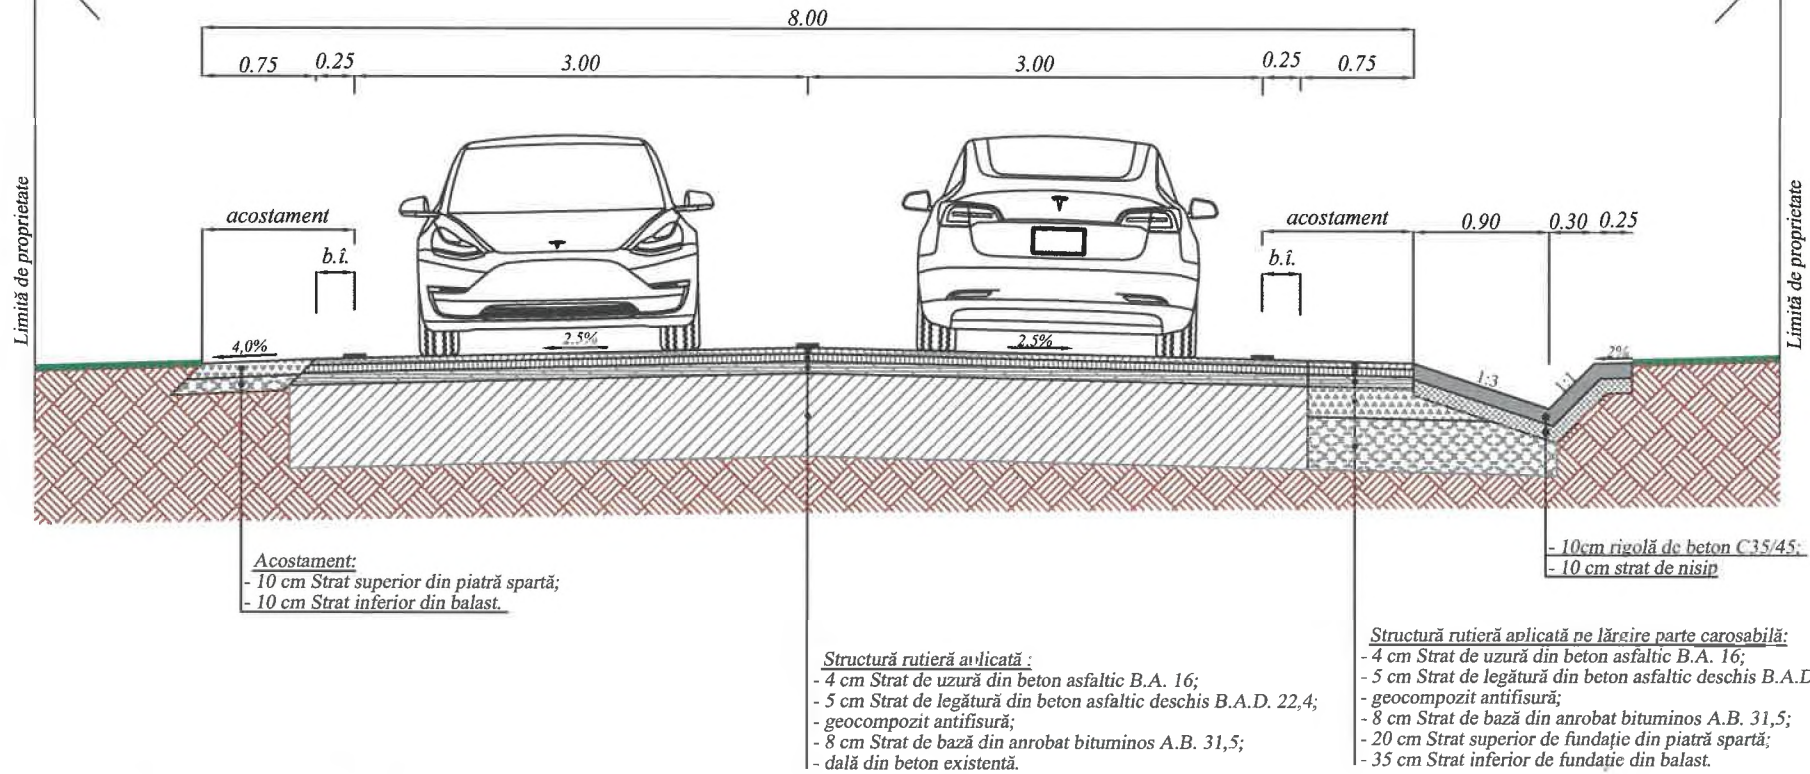 8.00
0.75 0.25 3.00 3.00 0.25 0.75
Limită de proprietate
acostament
b.î.
acostament
b.î.
0.90 0.30 0.25
Limită de proprietate
4,0%
2.5%
2.5%
1:3
1:1
2%
Acostament:
- 10 cm Strat superior din piatră spartă;
- 10 cm Strat inferior din balast.
- 10cm rigolă de beton C35/45;
- 10 cm strat de nisip
Structură rutieră aplicată :
- 4 cm Strat de uzură din beton asfaltic B.A. 16;
- 5 cm Strat de legătură din beton asfaltic deschis B.A.D. 22,4;
- geocompozit antifisură;
- 8 cm Strat de bază din anrobat bituminos A.B. 31,5;
- dală din beton existentă.
Structură rutieră aplicată pe lărgire parte carosabilă:
- 4 cm Strat de uzură din beton asfaltic B.A. 16;
- 5 cm Strat de legătură din beton asfaltic deschis B.A.D
- geocompozit antifisură;
- 8 cm Strat de bază din anrobat bituminos A.B. 31,5;
- 20 cm Strat superior de fundație din piatră spartă;
- 35 cm Strat inferior de fundație din balast.